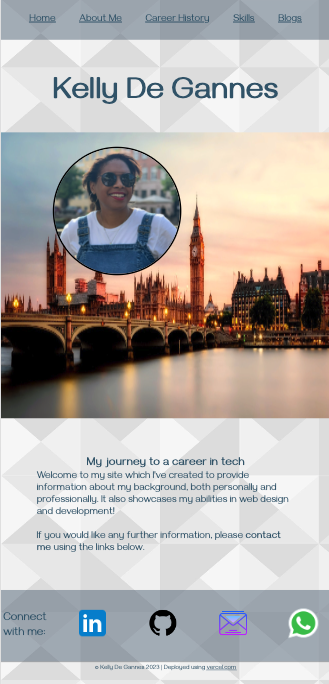 Home About Me Career History Skills Blogs
Kelly De Gannes
My journey to a career in tech
Welcome to my site which I've created to provide
information about my background, both personally and
professionally. It also showcases my abilities in web design
and development!
If you would like any further information, please contact
me using the links below.
Connect
with me:
in
© Kelly De Gannes 2023 | Deployed using vercel.com